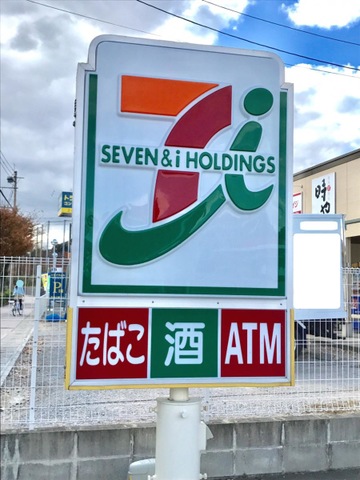 SEVEN & i HOLDINGS
たばこ 酒 ATM